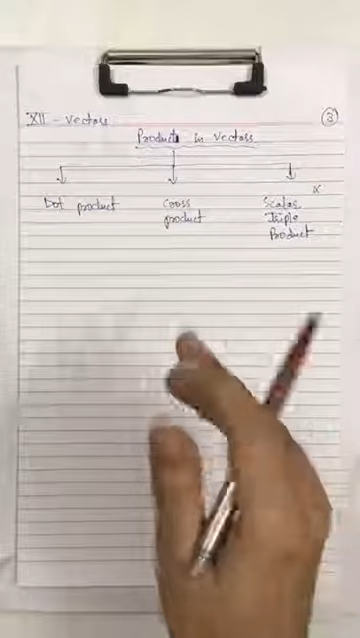 XII - Vectors
3
Products in Vectors
x
Dot product
Cross product
Scalar Triple Product